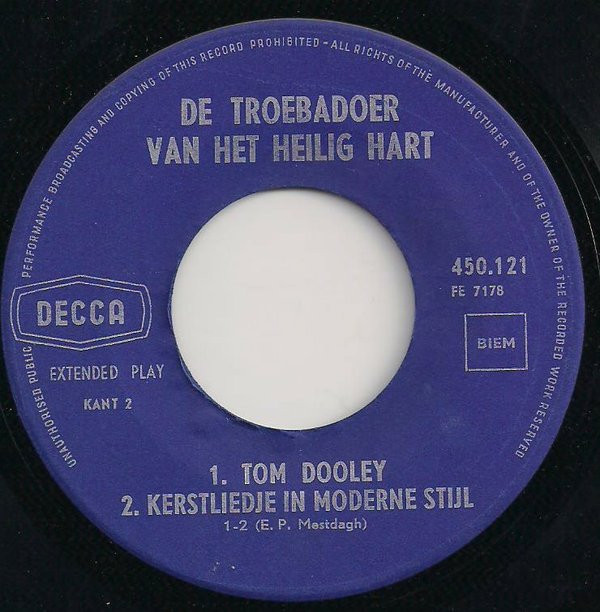 UNAUTHORISED PUBLIC PERFORMANCE BROADCASTING AND COPYING OF THIS RECORD PROHIBITED - ALL RIGHTS OF THE MANUFACTURER AND OF THE OWNER OF THE RECORDED WORK RESERVED
DE TROEBADOER
VAN HET HEILIG HART
450.121
FE 7178
DECCA
BIEM
EXTENDED PLAY
KANT 2
1. TOM DOOLEY
2. KERSTLIEDJE IN MODERNE STIJL
1-2 (E. P. Mestdagh)